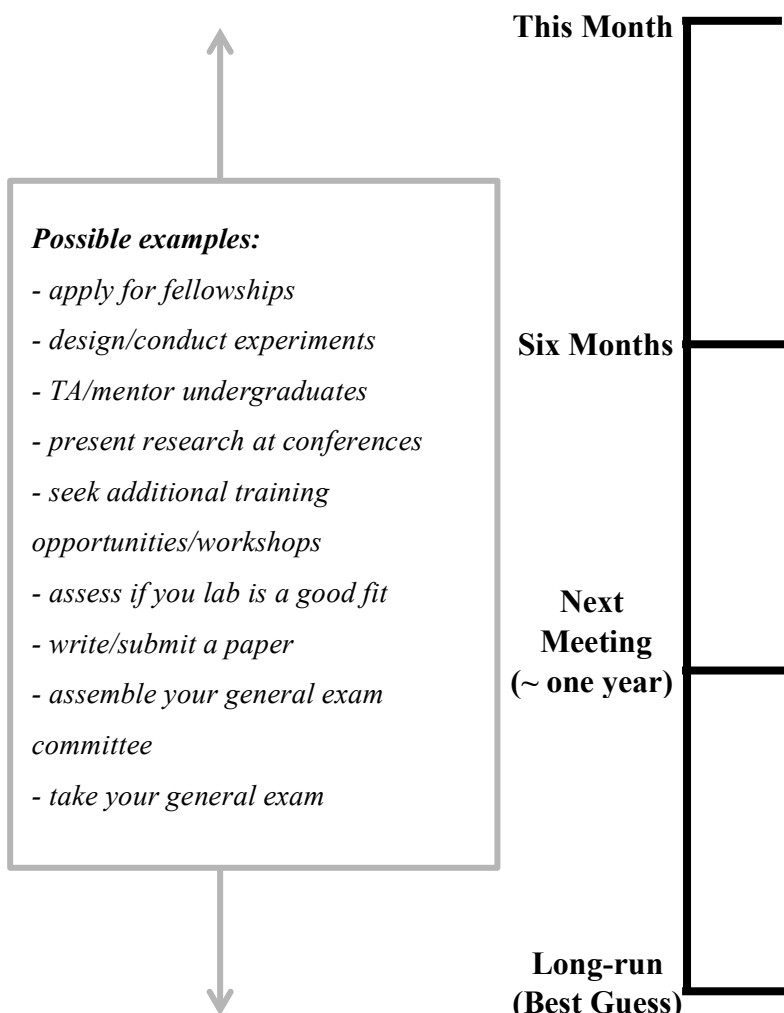 This Month
Possible examples:
- apply for fellowships
- design/conduct experiments
- TA/mentor undergraduates
- present research at conferences
- seek additional training
opportunities/workshops
- assess if you lab is a good fit
- write/submit a paper
- assemble your general exam
committee
- take your general exam
Six Months
Next
Meeting
(~ one year)
Long-run
(Best Guess)